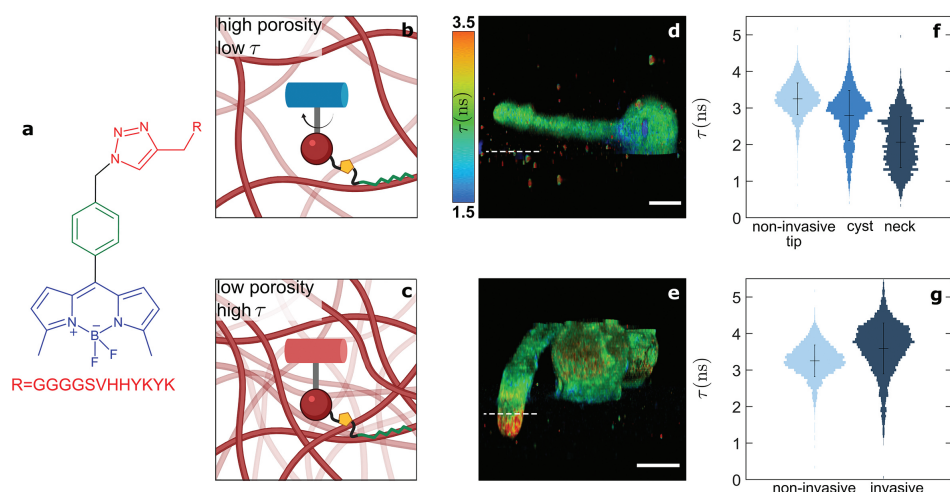 a
N
N
N
R
N
N
+
B
−
F
F
R=GGGGSVHHYKYK
high porosity
low τ
b
low porosity
high τ
c
3.5
τ (ns)
1.5
d
e
f
5
4
3
2
1
0
τ (ns)
non-invasive
tip
cyst
neck
g
5
4
3
2
1
0
τ (ns)
non-invasive
invasive